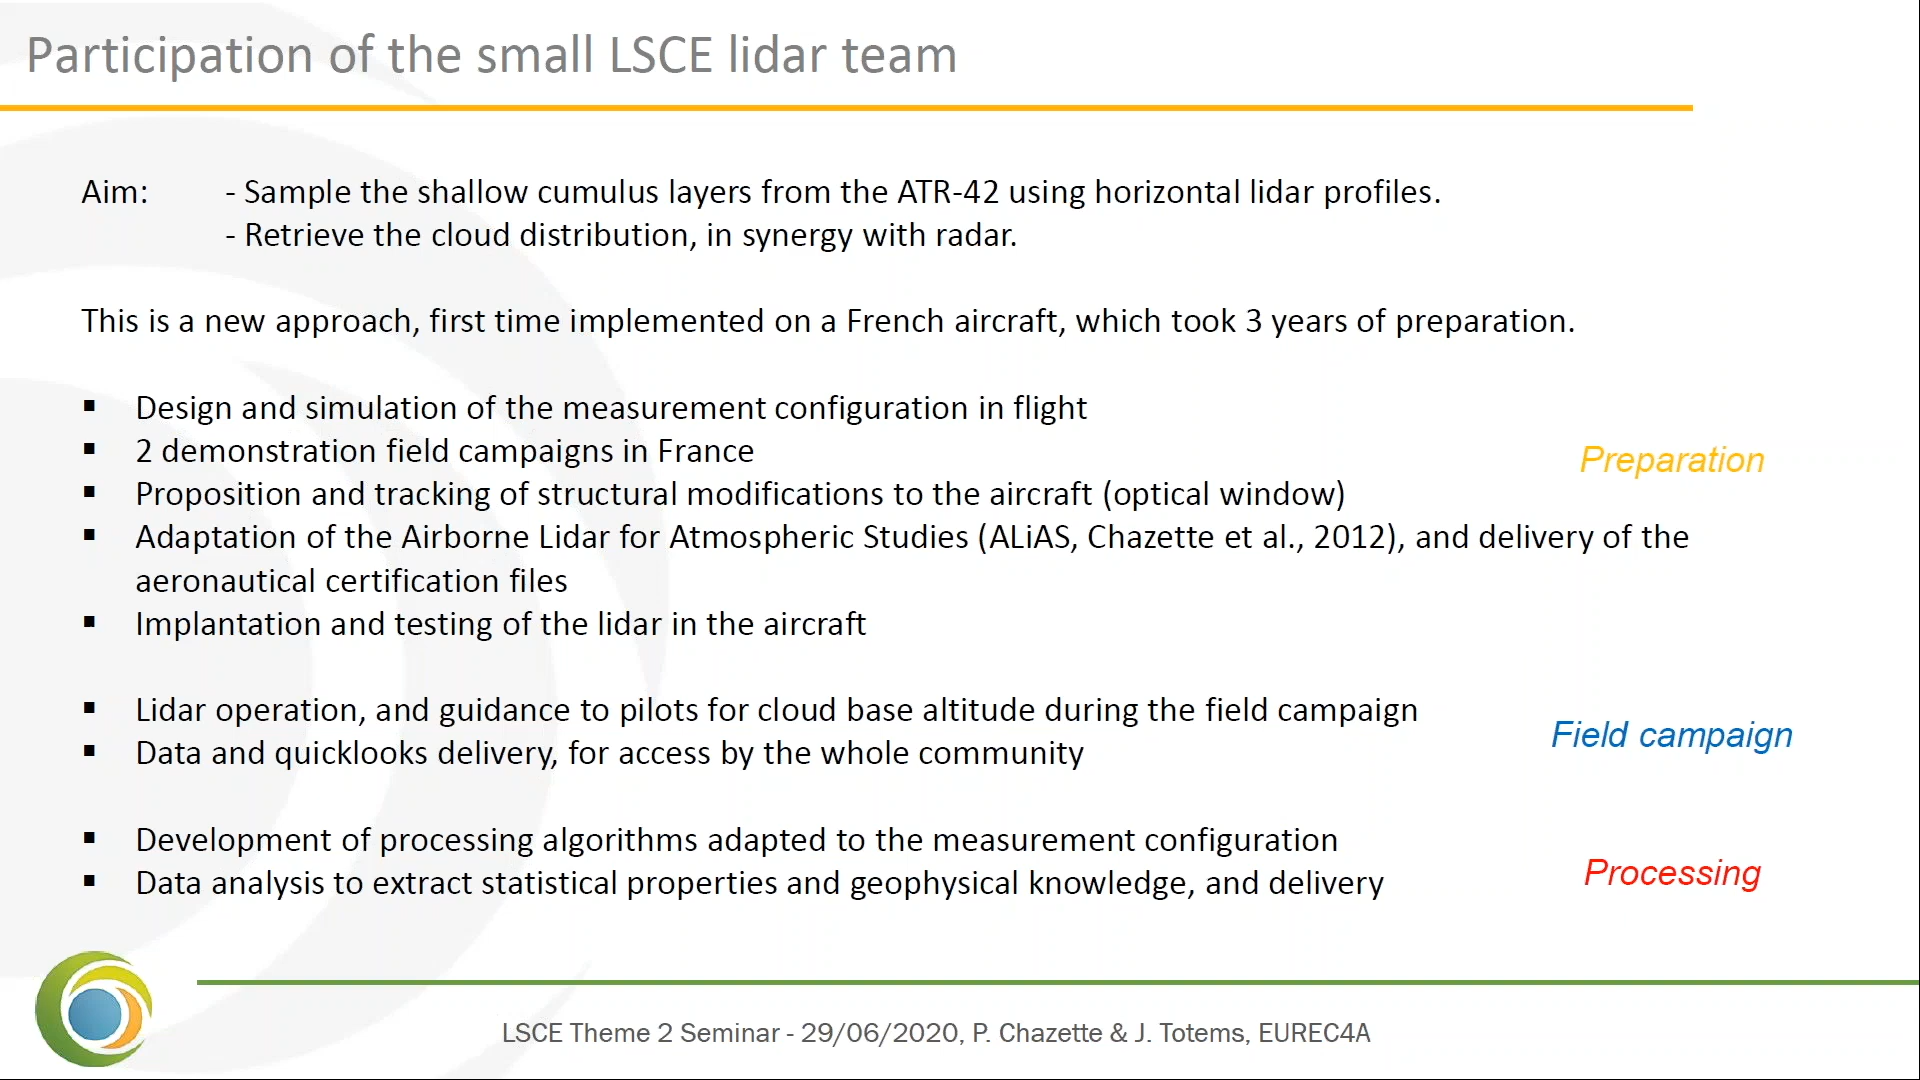 Participation of the small LSCE lidar team
Aim: - Sample the shallow cumulus layers from the ATR-42 using horizontal lidar profiles.
- Retrieve the cloud distribution, in synergy with radar.
This is a new approach, first time implemented on a French aircraft, which took 3 years of preparation.
▪ Design and simulation of the measurement configuration in flight
▪ 2 demonstration field campaigns in France
Preparation
▪ Proposition and tracking of structural modifications to the aircraft (optical window)
▪ Adaptation of the Airborne Lidar for Atmospheric Studies (ALiAS, Chazette et al., 2012), and delivery of the
aeronautical certification files
▪ Implantation and testing of the lidar in the aircraft
▪ Lidar operation, and guidance to pilots for cloud base altitude during the field campaign
Field campaign
▪ Data and quicklooks delivery, for access by the whole community
▪ Development of processing algorithms adapted to the measurement configuration
Processing
▪ Data analysis to extract statistical properties and geophysical knowledge, and delivery
LSCE Theme 2 Seminar - 29/06/2020, P. Chazette & J. Totems, EUREC4A